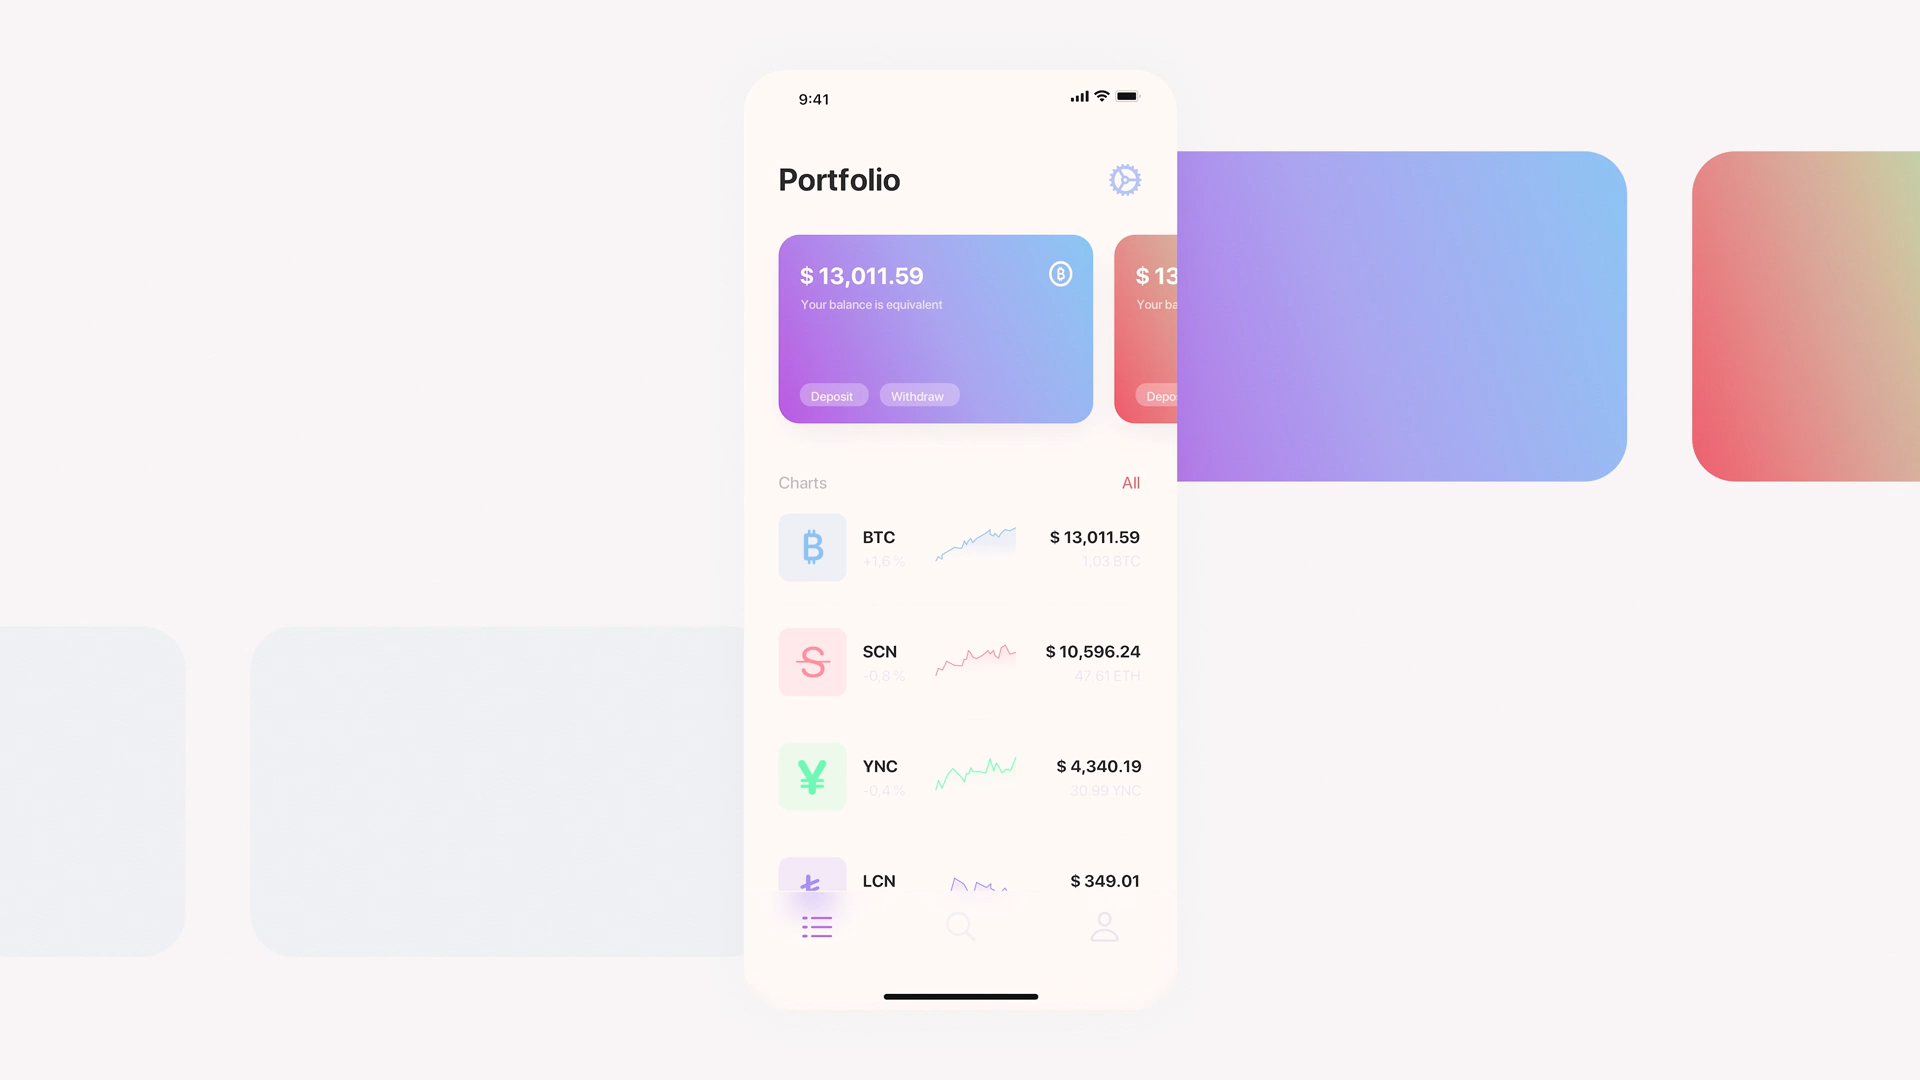 9:41
Portfolio
$ 13,011.59
Your balance is equivalent
Deposit
Withdraw
$ 13
Your ba
Depos
Charts
All
BTC
$ 13,011.59
+1,6 %
1,03 BTC
SCN
$ 10,596.24
-0,8 %
47 61 ETH
YNC
$ 4,340.19
-0,4 %
30,99 YNC
LCN
$ 349.01